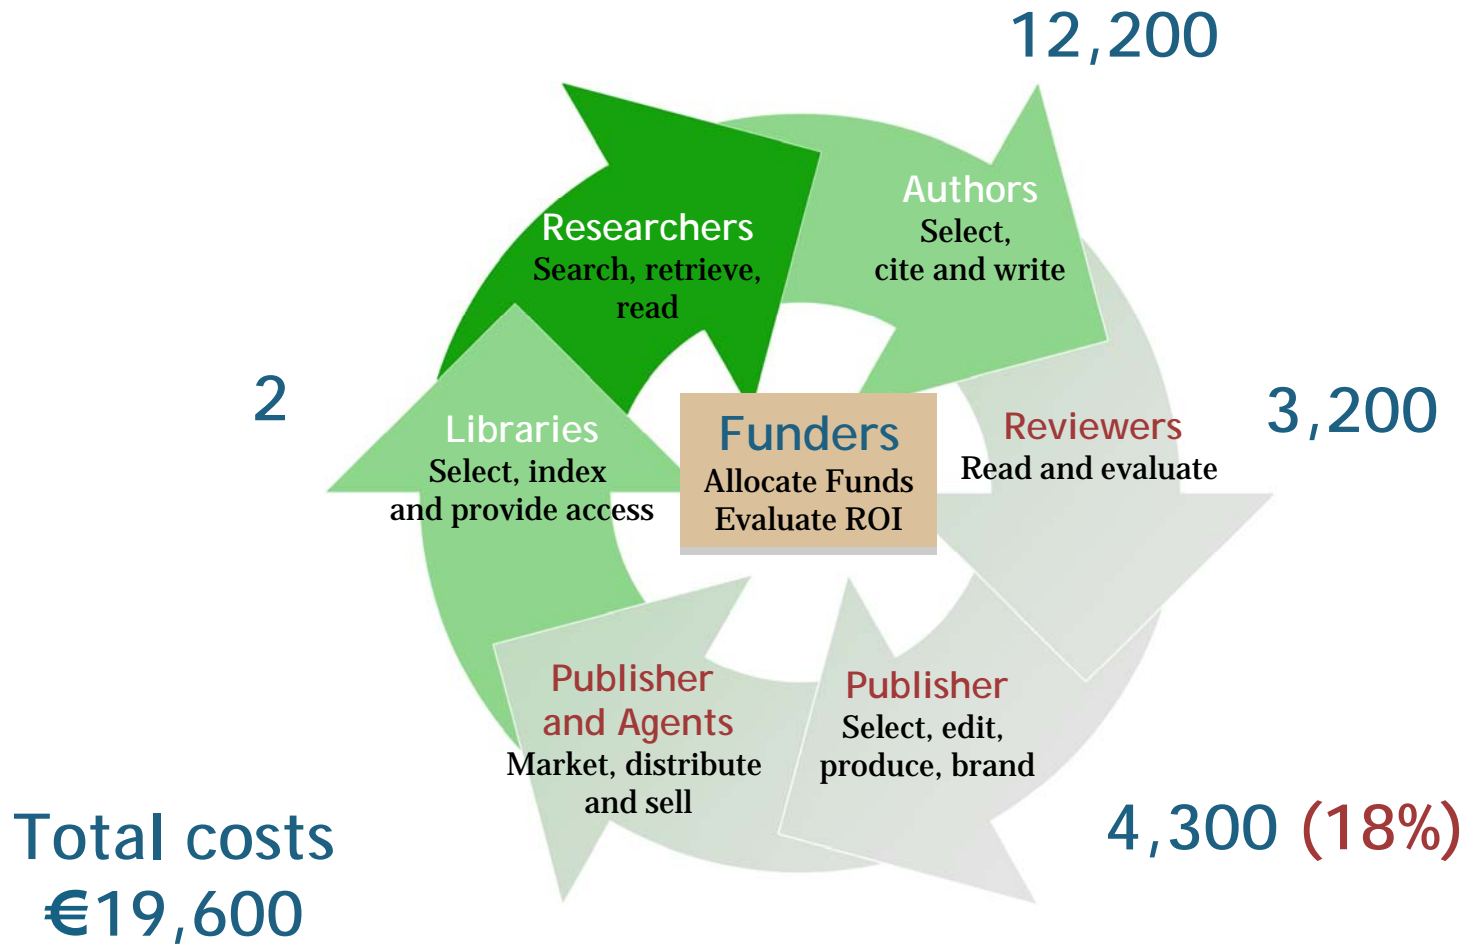 12,200
Authors
Select,
cite and write
Researchers
Search, retrieve,
read
2
Libraries
Select, index
and provide access
Funders
Allocate Funds
Evaluate ROI
Reviewers
Read and evaluate
3,200
Publisher
and Agents
Market, distribute
and sell
Publisher
Select, edit,
produce, brand
4,300 (18%)
Total costs
€19,600